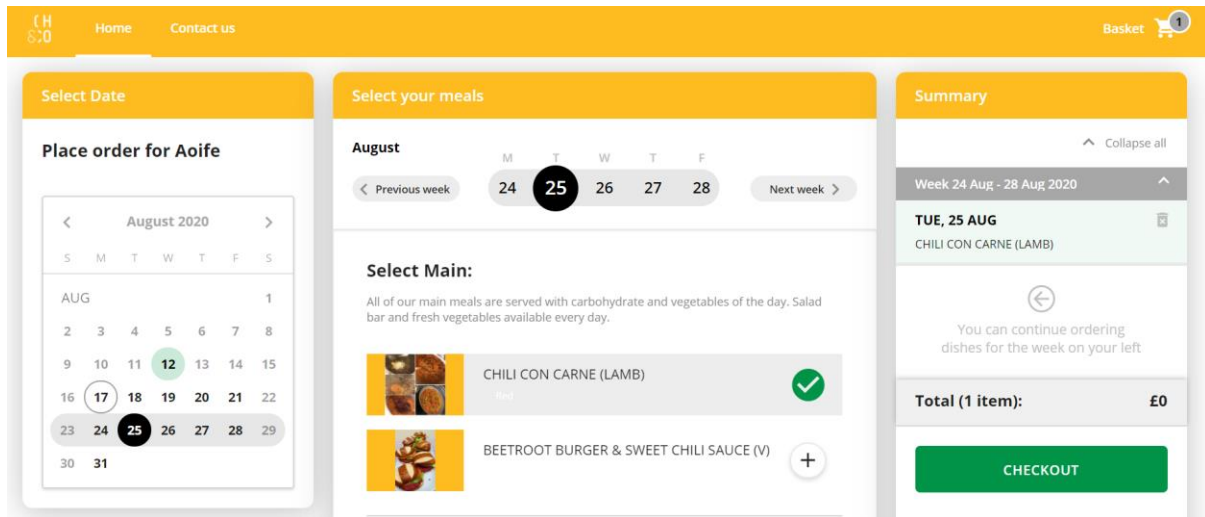 CH
&:O
Home
Contact us
Basket
1
Select Date
Place order for Aoife
August 2020
S M T W T F S
AUG 1
2 3 4 5 6 7 8
9 10 11 12 13 14 15
16 17 18 19 20 21 22
23 24 25 26 27 28 29
30 31
Select your meals
August
M T W T F
Previous week
24 25 26 27 28
Next week
Select Main:
All of our main meals are served with carbohydrate and vegetables of the day. Salad
bar and fresh vegetables available every day.
CHILI CON CARNE (LAMB)
Red
BEETROOT BURGER & SWEET CHILI SAUCE (V)
Summary
Collapse all
Week 24 Aug - 28 Aug 2020
TUE, 25 AUG
CHILI CON CARNE (LAMB)
You can continue ordering
dishes for the week on your left
Total (1 item): £0
CHECKOUT